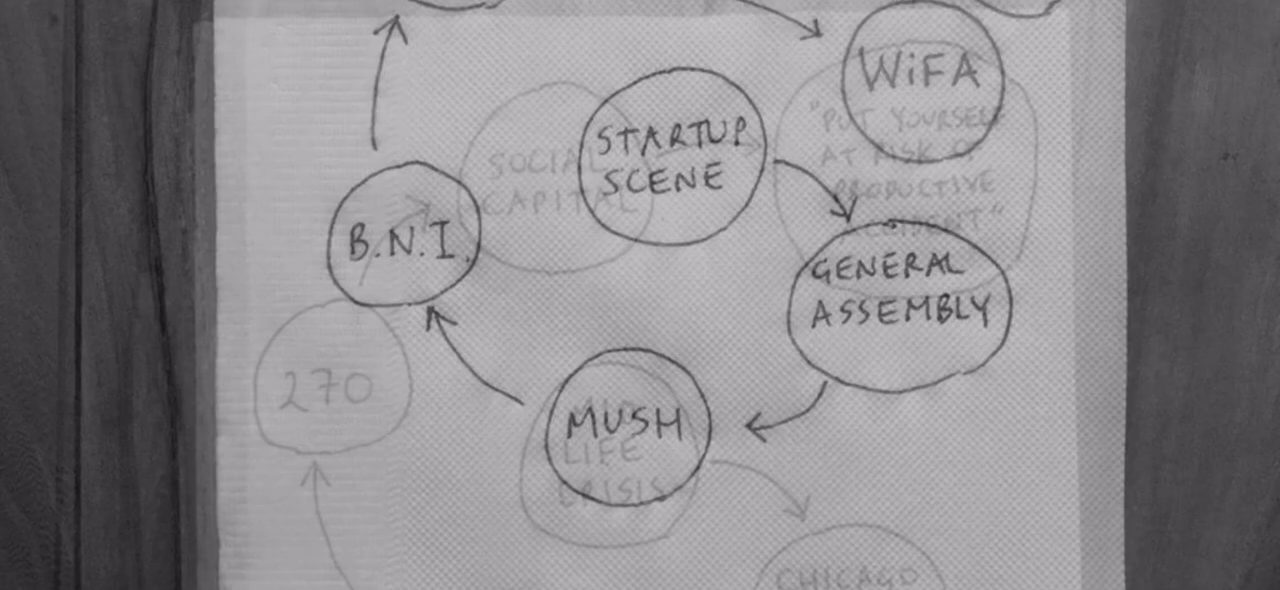 WiFA
STARTUP
SCENE
"PUT YOURSELF
AT RISK OF
PRODUCTIVE
SOCIAL
CAPITAL
B.N.I.
GENERAL
ASSEMBLY
270
MUSH
LIFE
CRISIS
CHICAGO